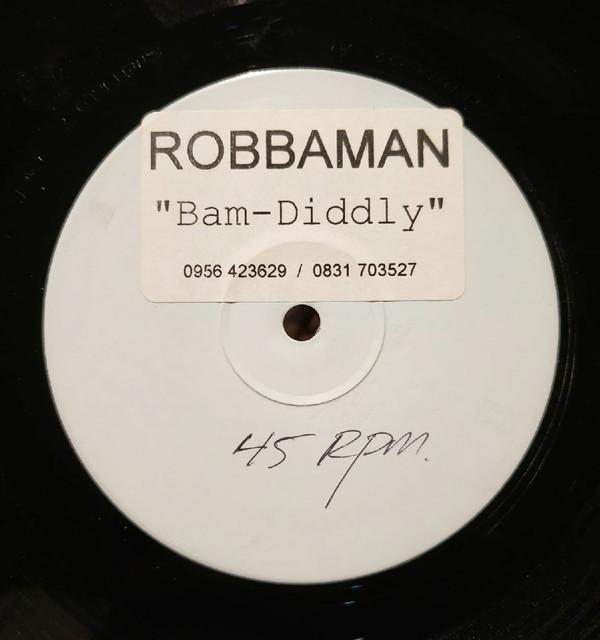 ROBBAMAN
"Bam-Diddly"
0956 423629 / 0831 703527
45 Rpm.